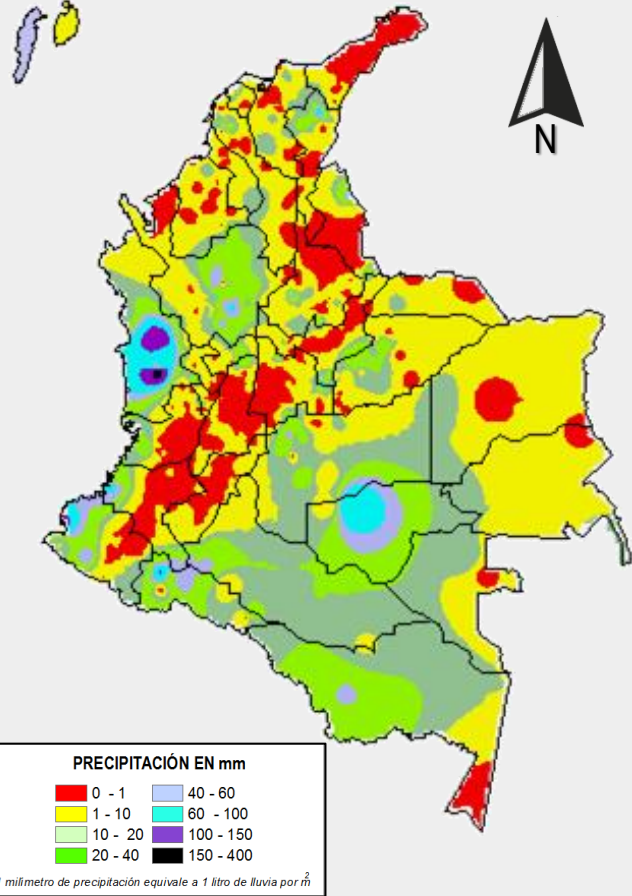 N
PRECIPITACIÓN EN mm
0 - 1
40 - 60
1 - 10
60 - 100
10 - 20
100 - 150
20 - 40
150 - 400
milimetro de precipitación equivale a 1 litro de lluvia por m²